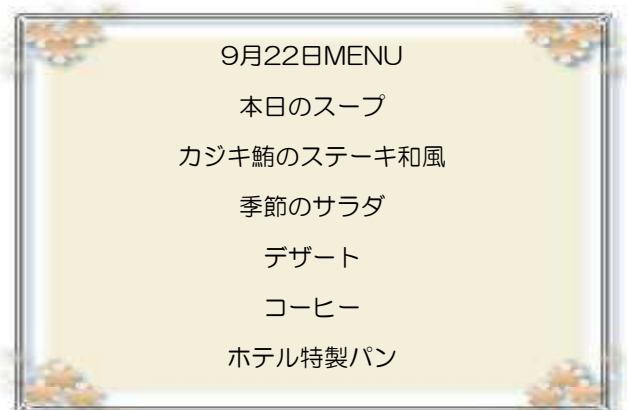 9月22日MENU
本日のスープ
カジキ鮪のステーキ和風
季節のサラダ
デザート
コーヒー
ホテル特製パン